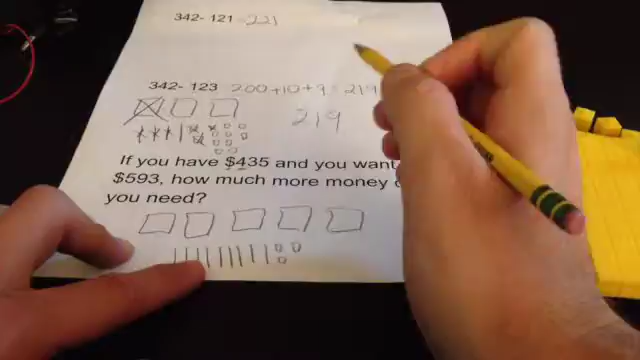 342- 121 = 221
342- 123 200+10+9= 219
219
If you have $435 and you want
$593, how much more money
you need?